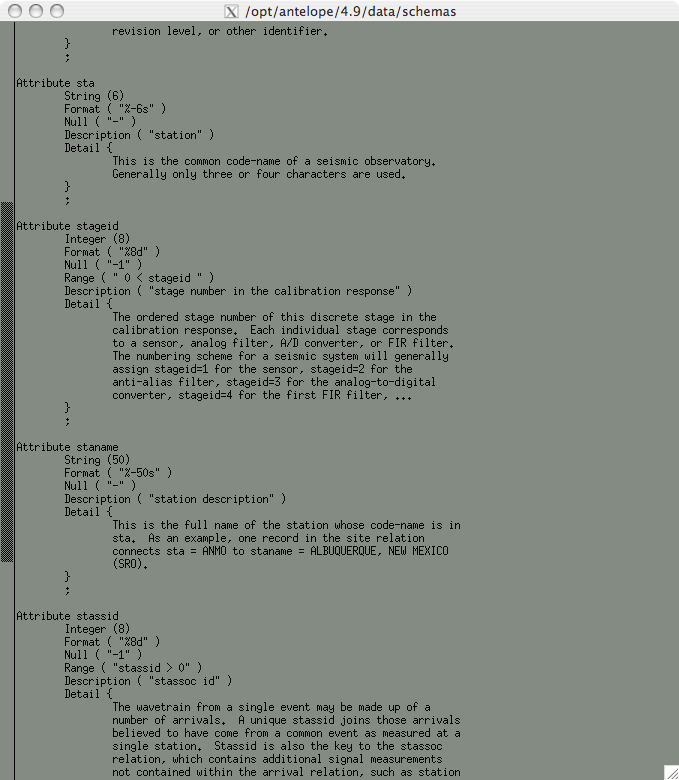 /opt/antelope/4.9/data/schemas
revision level, or other identifier.
}
;
Attribute sta
String (6)
Format ( "%-6s" )
Null ( "-" )
Description ( "station" )
Detail {
This is the common code-name of a seismic observatory.
Generally only three or four characters are used.
}
;
Attribute stageid
Integer (8)
Format ( "%8d" )
Null ( "-1" )
Range ( " 0 < stageid " )
Description ( "stage number in the calibration response" )
Detail {
The ordered stage number of this discrete stage in the
calibration response.  Each individual stage corresponds
to a sensor, analog filter, A/D converter, or FIR filter.
The numbering scheme for a seismic system will generally
assign stageid=1 for the sensor, stageid=2 for the
anti-alias filter, stageid=3 for the analog-to-digital
converter, stageid=4 for the first FIR filter, ...
}
;
Attribute staname
String (50)
Format ( "%-50s" )
Null ( "-" )
Description ( "station description" )
Detail {
This is the full name of the station whose code-name is in
sta.  As an example, one record in the site relation
connects sta = ANMO to staname = ALBUQUERQUE, NEW MEXICO
(SRO).
}
;
Attribute stassid
Integer (8)
Format ( "%8d" )
Null ( "-1" )
Range ( "stassid > 0" )
Description ( "stassoc id" )
Detail {
The wavetrain from a single event may be made up of a
number of arrivals.  A unique stassid joins those arrivals
believed to have come from a common event as measured at a
single station.  Stassid is also the key to the stassoc
relation, which contains additional signal measurements
not contained within the arrival relation, such as station